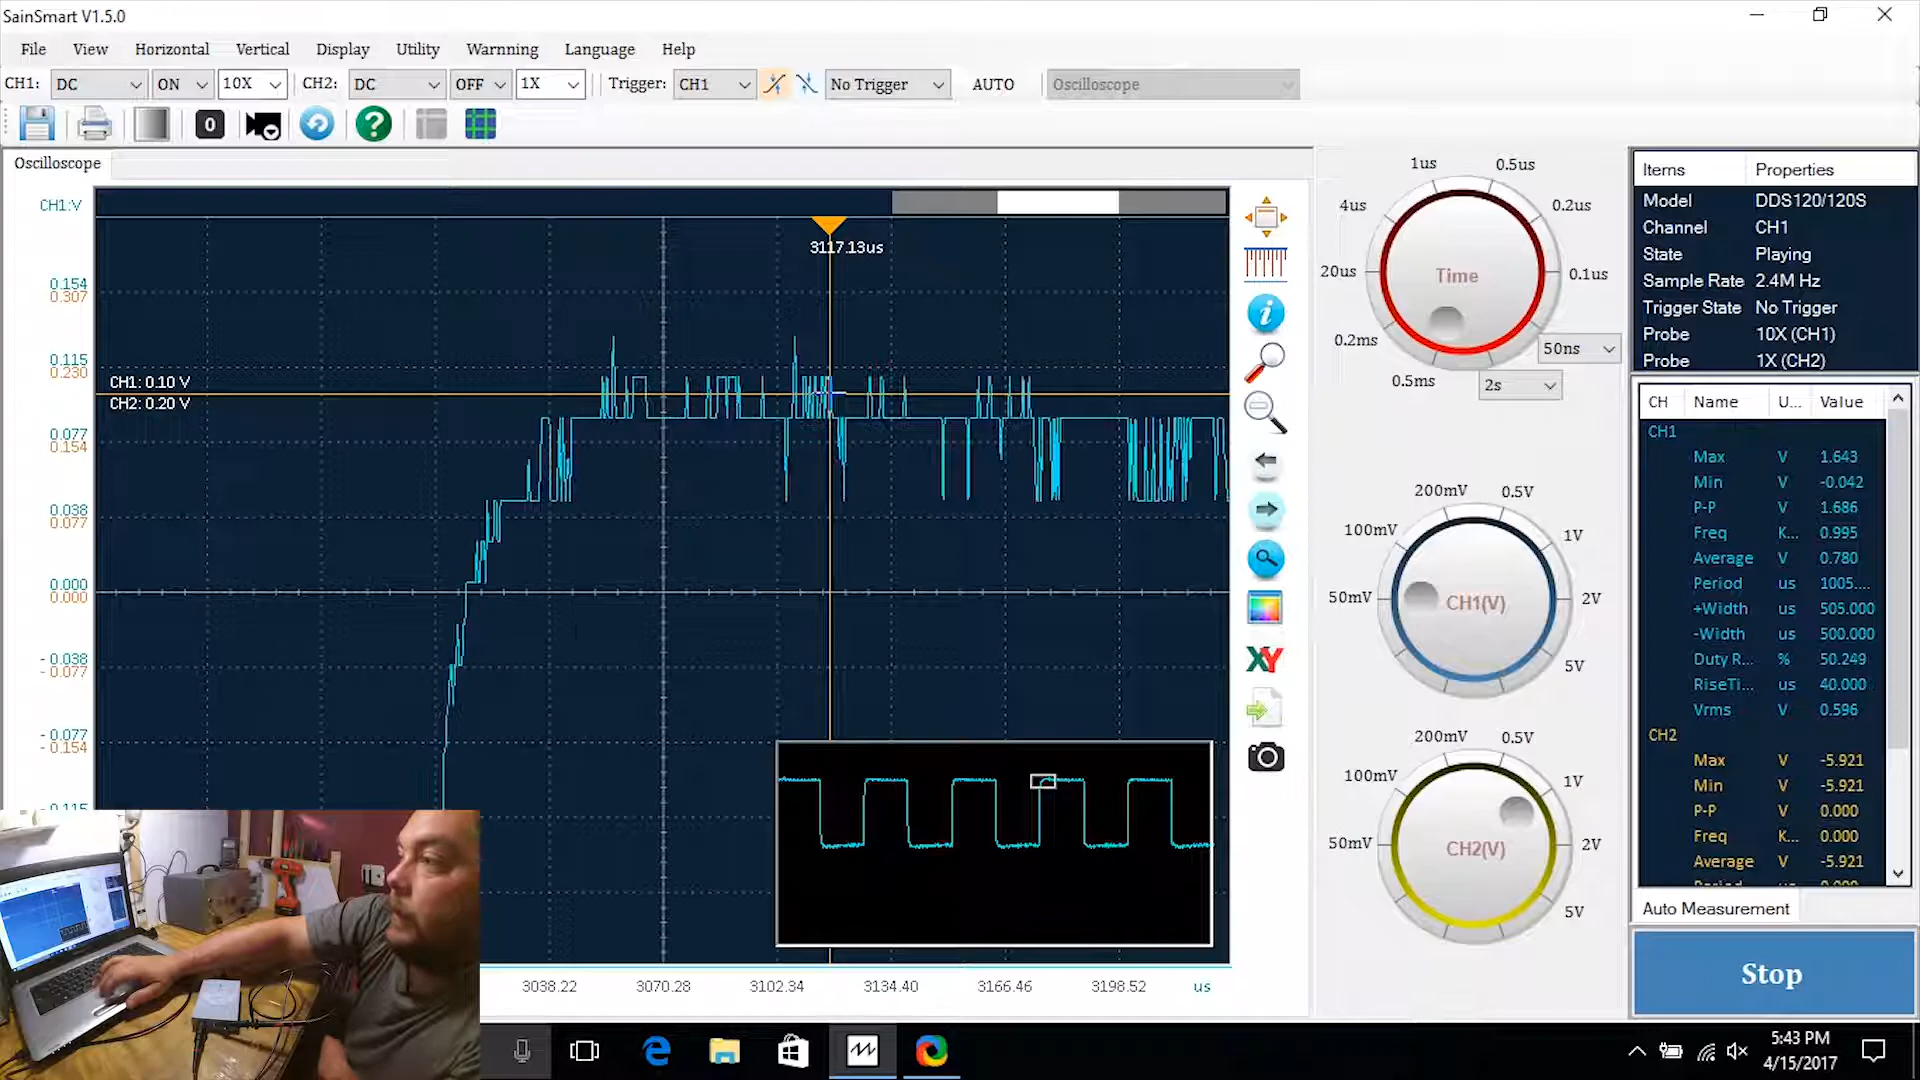 SainSmart V1.5.0
File View Horizontal Vertical Display Utility Warnning Language Help
CH1: DC ON 10X CH2: DC OFF 1X Trigger: CH1 No Trigger AUTO Oscilloscope
0
Oscilloscope
CH1:V
3117.13us
0.154
0.307
0.115
0.230
CH1: 0.10 V
CH2: 0.20 V
0.077
0.154
0.038
0.077
0.000
0.000
- 0.038
- 0.077
- 0.077
- 0.154
-0.115
3038.22 3070.28 3102.34 3134.40 3166.46 3198.52 us
XY
1us 0.5us
4us 0.2us
20us Time 0.1us
0.2ms 50ns
0.5ms 2s
200mV 0.5V
100mV 1V
50mV CH1(V) 2V
5V
200mV 0.5V
100mV 1V
50mV CH2(V) 2V
5V
Items Properties
Model DDS120/120S
Channel CH1
State Playing
Sample Rate 2.4M Hz
Trigger State No Trigger
Probe 10X (CH1)
Probe 1X (CH2)
CH Name U... Value
CH1
Max V 1.643
Min V -0.042
P-P V 1.686
Freq K... 0.995
Average V 0.780
Period us 1005....
+Width us 505.000
-Width us 500.000
Duty R... % 50.249
RiseTi... us 40.000
Vrms V 0.596
CH2
Max V -5.921
Min V -5.921
P-P V 0.000
Freq K... 0.000
Average V -5.921
Auto Measurement
Stop
5:43 PM
4/15/2017